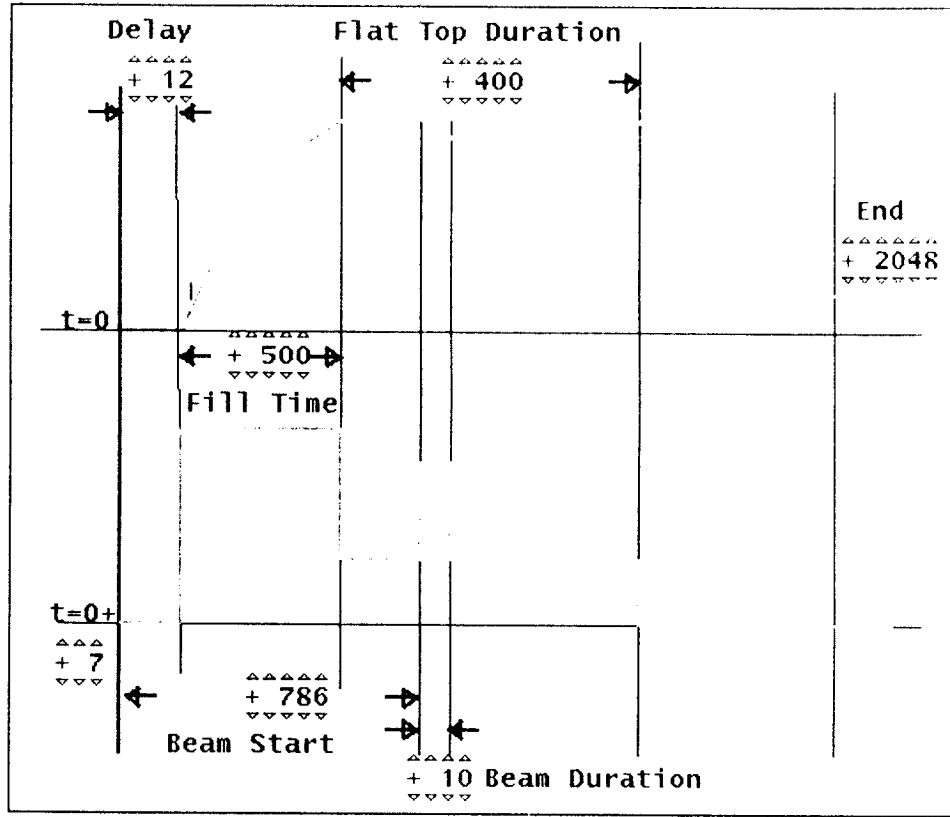 Delay
Flat Top Duration
+ 12
+ 400
End
+ 2048
t=0
+ 500
Fill Time
t=0+
+ 7
+ 786
Beam Start
+ 10 Beam Duration